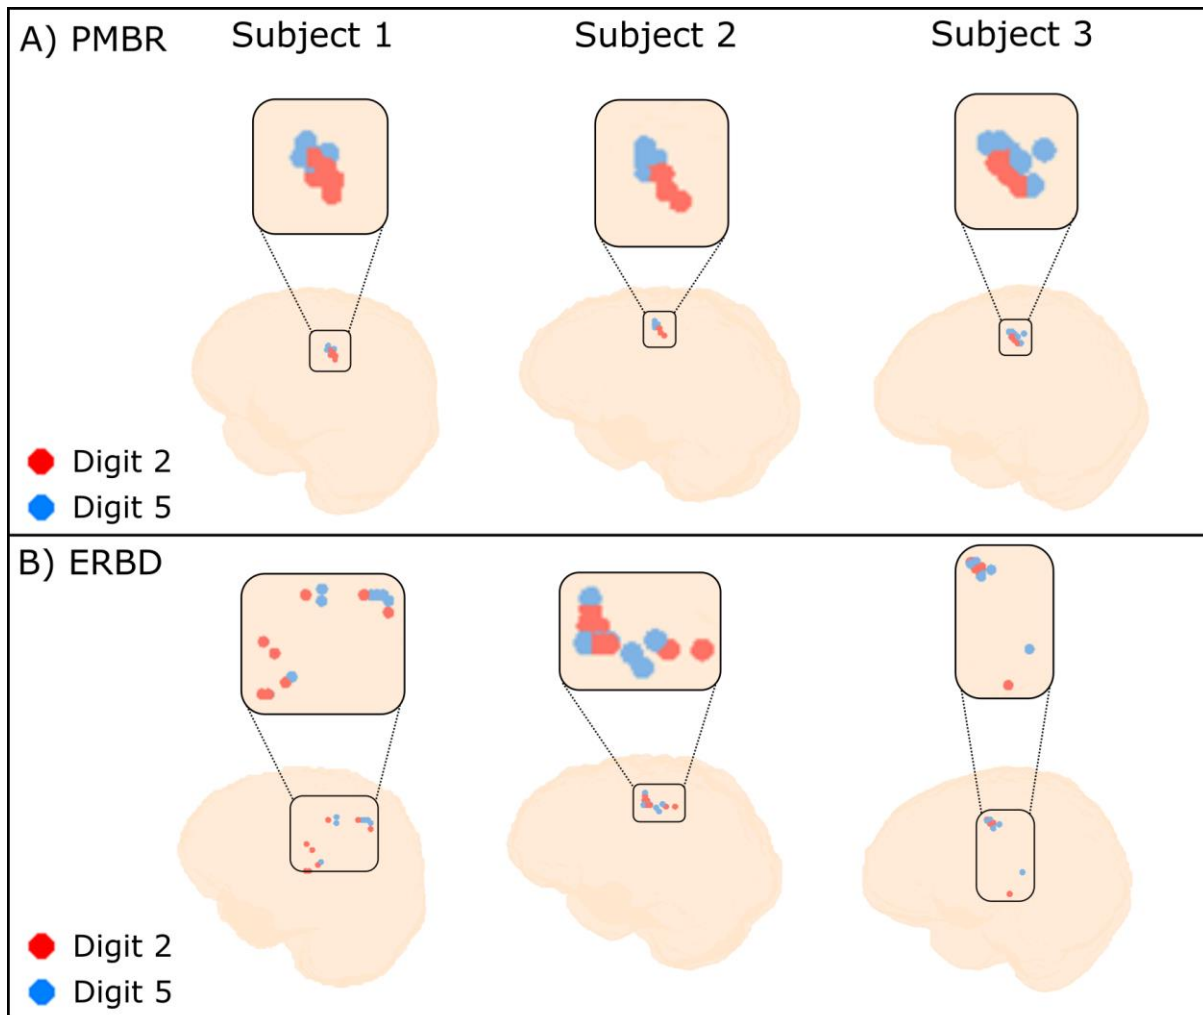 A) PMBR
Subject 1
Subject 2
Subject 3
Digit 2
Digit 5
B) ERBD
Digit 2
Digit 5